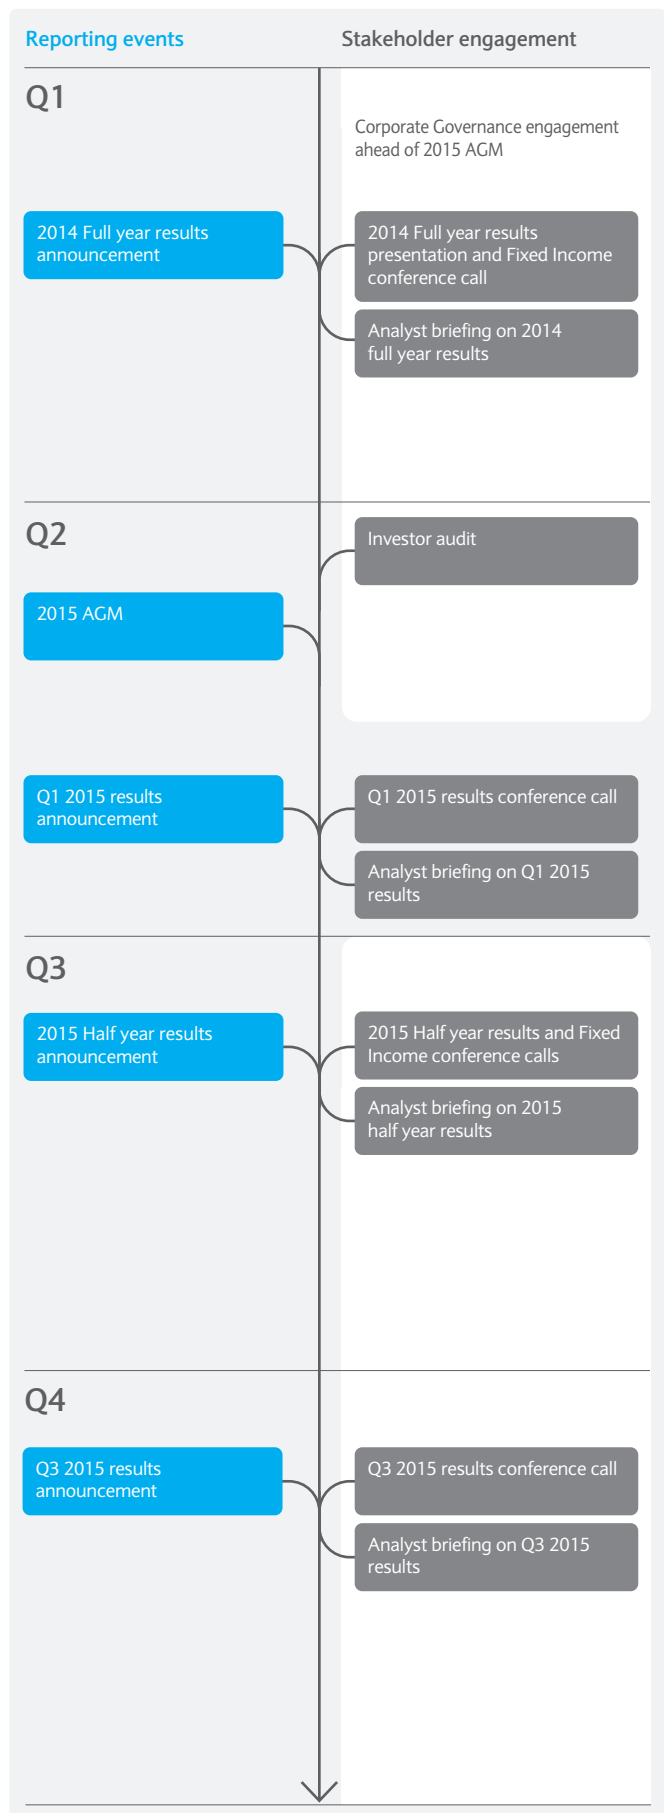 Reporting events
Stakeholder engagement
Q1
Corporate Governance engagement
ahead of 2015 AGM
2014 Full year results
announcement
2014 Full year results
presentation and Fixed Income
conference call
Analyst briefing on 2014
full year results
Q2
Investor audit
2015 AGM
Q1 2015 results
announcement
Q1 2015 results conference call
Analyst briefing on Q1 2015
results
Q3
2015 Half year results
announcement
2015 Half year results and Fixed
Income conference calls
Analyst briefing on 2015
half year results
Q4
Q3 2015 results
announcement
Q3 2015 results conference call
Analyst briefing on Q3 2015
results